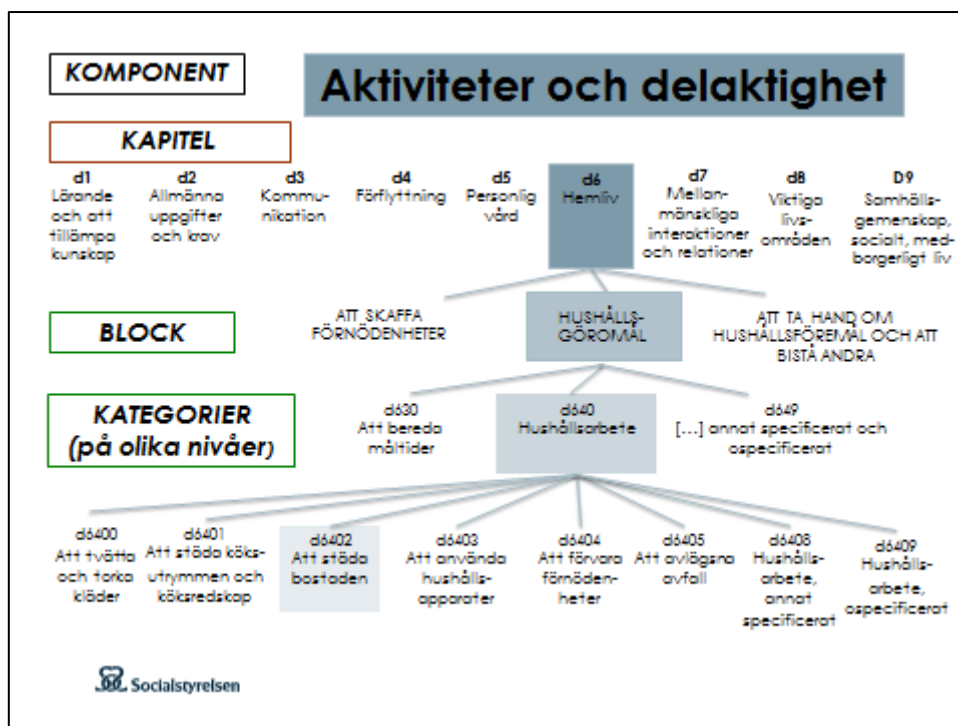 KOMPONENT
Aktiviteter och delaktighet
KAPITEL
d1
Lärande
och att
tillämpa
kunskap
d2
Allmänna
uppgifter
och krav
d3
Kommu-
nikation
d4
Förflyttning
d5
Personlig
vård
d6
Hemliv
d7
Mellan-
mänskliga
interaktioner
och relationer
d8
Viktiga
livs-
områden
D9
Samhälls-
gemenskap,
socialt, med-
borgerligt liv
BLOCK
ATT SKAFFA
FÖRNÖDENHETER
HUSHÅLLS-
GÖROMÅL
ATT TA HAND OM
HUSHÅLLSFÖREMÅL OCH ATT
BISTÅ ANDRA
KATEGORIER
(på olika nivåer)
d630
Att bereda
måltider
d640
Hushållsarbete
d649
[...] annat specificerat och
ospecificerat
d6400
Att tvätta
och torka
kläder
d6401
Att städa köks-
utrymmen och
köksredskap
d6402
Att städa
bostaden
d6403
Att använda
hushålls-
apparater
d6404
Att förvara
förnöden-
heter
d6405
Att avlägsna
avfall
d6408
Hushålls-
arbete,
annat
specificerat
d6409
Hushålls-
arbete,
ospecificerat
Socialstyrelsen